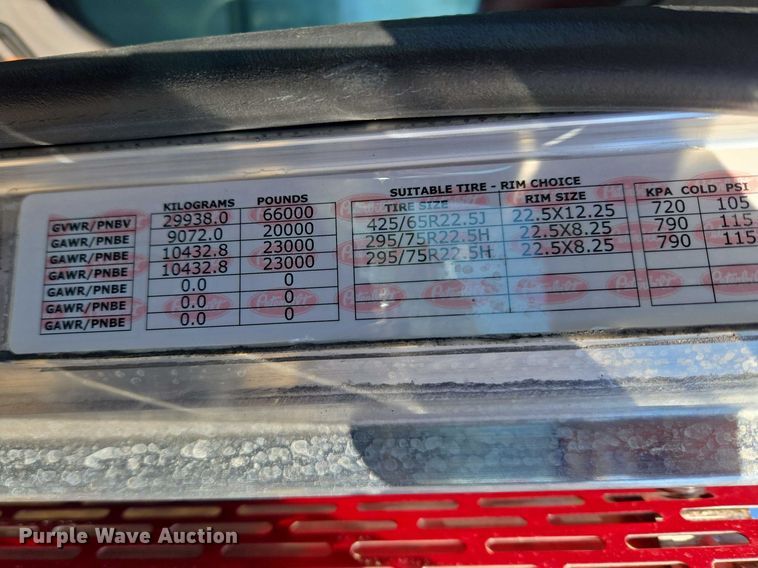 SUITABLE TIRE - RIM CHOICE
KILOGRAMS POUNDS TIRE SIZE RIM SIZE KPA COLD PSI
GVWR/PNBV 29938.0 66000
GAWR/PNBE 9072.0 20000 425/65R22.5J 22.5X12.25 720 105
GAWR/PNBE 10432.8 23000 295/75R22.5H 22.5X8.25 790 115
GAWR/PNBE 10432.8 23000 295/75R22.5H 22.5X8.25 790 115
GAWR/PNBE 0.0 0
GAWR/PNBE 0.0 0
GAWR/PNBE 0.0 0
Purple Wave Auction